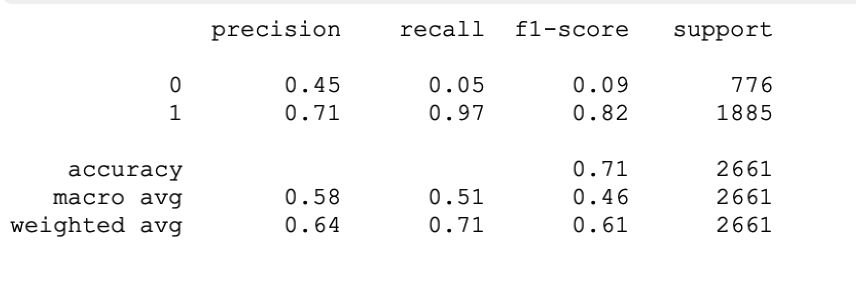 precision recall f1-score support
0 0.45 0.05 0.09 776
1 0.71 0.97 0.82 1885
accuracy 0.71 2661
macro avg 0.58 0.51 0.46 2661
weighted avg 0.64 0.71 0.61 2661